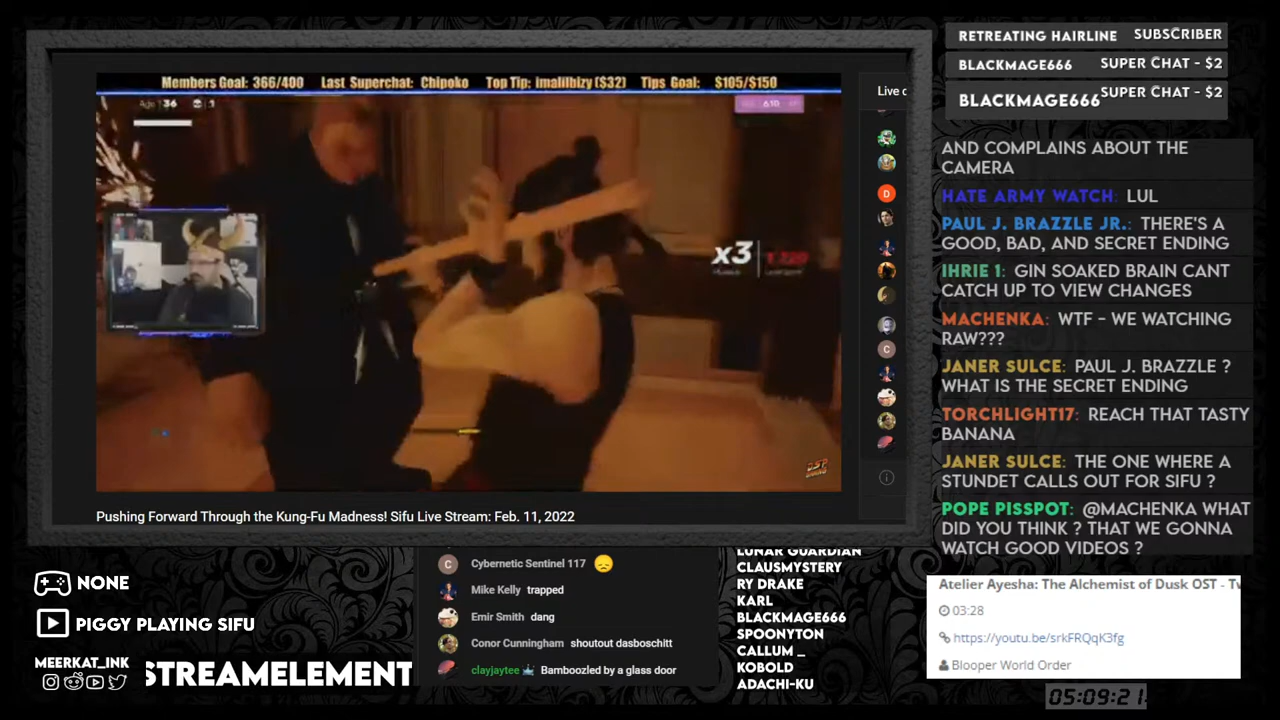 Members Goal: 366/400 Last Superchat: Chipoko Top Tip: imalilbizy ($32) Tips Goal: $105/$150
Age 36
610
Live c
D
x3
C
DSP
Pushing Forward Through the Kung-Fu Madness! Sifu Live Stream: Feb. 11, 2022
RETREATING HAIRLINE SUBSCRIBER
BLACKMAGE666 SUPER CHAT - $2
BLACKMAGE666 SUPER CHAT - $2
AND COMPLAINS ABOUT THE
CAMERA
HATE ARMY WATCH: LUL
PAUL J. BRAZZLE JR.: THERE'S A
GOOD, BAD, AND SECRET ENDING
IHRIE 1: GIN SOAKED BRAIN CANT
CATCH UP TO VIEW CHANGES
MACHENKA: WTF - WE WATCHING
RAW???
JANER SULCE: PAUL J. BRAZZLE ?
WHAT IS THE SECRET ENDING
TORCHLIGHT17: REACH THAT TASTY
BANANA
JANER SULCE: THE ONE WHERE A
STUNDET CALLS OUT FOR SIFU ?
POPE PISSPOT: @MACHENKA WHAT
DID YOU THINK ? THAT WE GONNA
WATCH GOOD VIDEOS ?
NONE
PIGGY PLAYING SIFU
MEERKAT_INK
STREAMELEMENT
C Cybernetic Sentinel 117
Mike Kelly trapped
Emir Smith dang
Conor Cunningham shoutout dasboschitt
clayjaytee Bamboozled by a glass door
LUNAR GUARDIAN
CLAUSMYSTERY
RY DRAKE
KARL
BLACKMAGE666
SPOONYTON
CALLUM _
KOBOLD
ADACHI-KU
Atelier Ayesha: The Alchemist of Dusk OST - Tw
03:28
https://youtu.be/srkFRQqK3fg
Blooper World Order
05:09:21